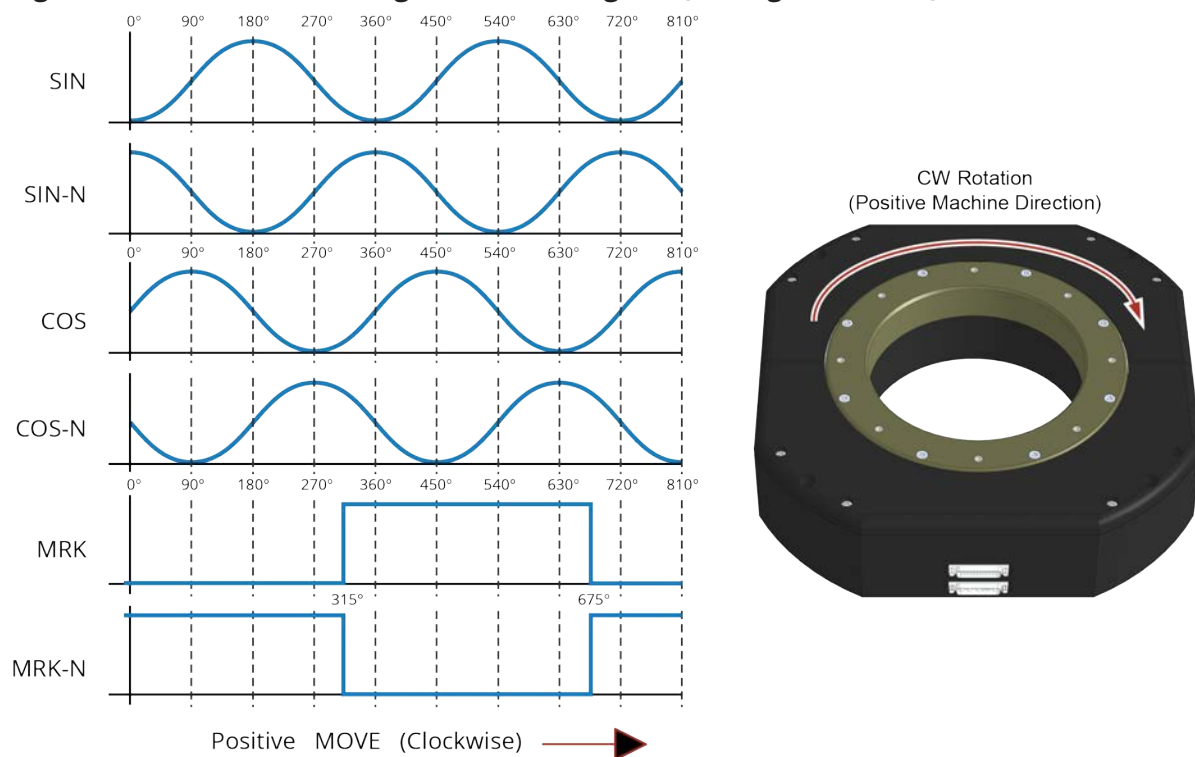 0° 90° 180° 270° 360° 450° 540° 630° 720° 810°
SIN
SIN-N
0° 90° 180° 270° 360° 450° 540° 630° 720° 810°
COS
COS-N
0° 90° 180° 270° 360° 450° 540° 630° 720° 810°
MRK
315° 675°
MRK-N
Positive MOVE (Clockwise)
CW Rotation
(Positive Machine Direction)